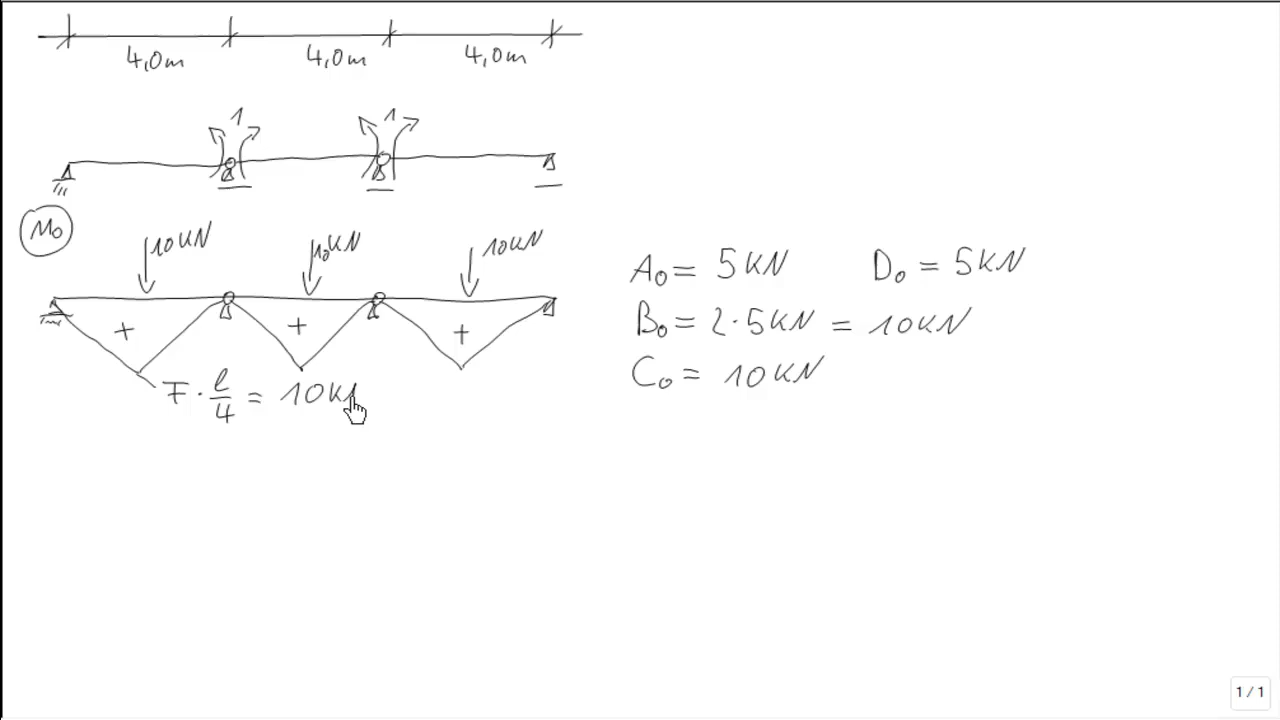 4,0m 4,0m 4,0m
1 1
M₀
10KN 10KN 10KN
A₀ = 5KN D₀ = 5KN
+ + +
B₀ = 2·5KN = 10KN
C₀ = 10KN
F · l/4 = 10K
1 / 1